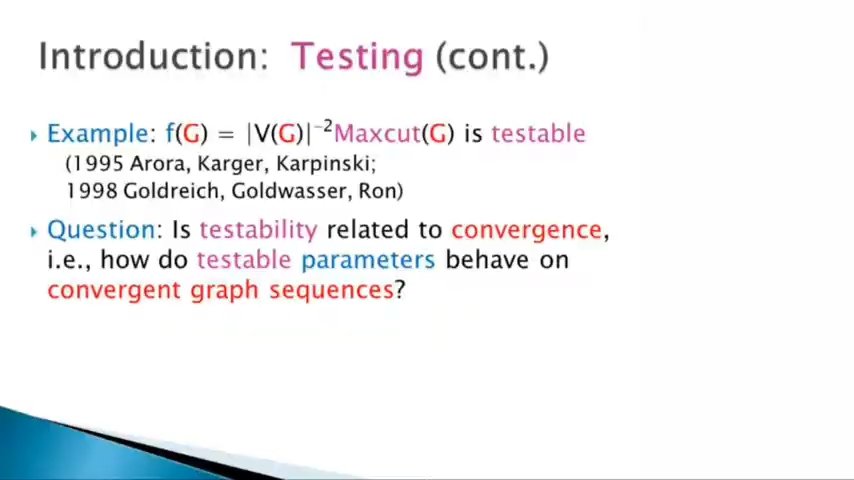 Introduction: Testing (cont.)
Example: f(G) = |V(G)|⁻²Maxcut(G) is testable
(1995 Arora, Karger, Karpinski;
1998 Goldreich, Goldwasser, Ron)
Question: Is testability related to convergence,
i.e., how do testable parameters behave on
convergent graph sequences?